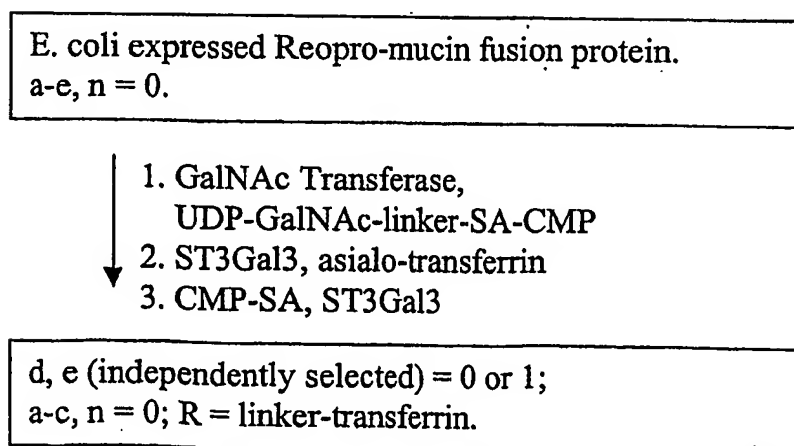 E. coli expressed Reopro-mucin fusion protein.
a-e, n = 0.
1. GalNAc Transferase,
UDP-GalNAc-linker-SA-CMP
2. ST3Gal3, asialo-transferrin
3. CMP-SA, ST3Gal3
d, e (independently selected) = 0 or 1;
a-c, n = 0; R = linker-transferrin.